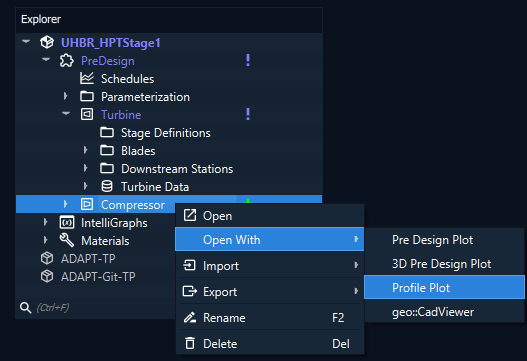 Explorer
UHBR_HPTStage1
PreDesign !
Schedules
Parameterization
Turbine !
Stage Definitions
Blades
Downstream Stations
Turbine Data
Compressor
IntelliGraphs
Materials
ADAPT-TP
ADAPT-Git-TP
(Ctrl+F)
Open
Open With
Import
Export
Rename F2
Delete Del
Pre Design Plot
3D Pre Design Plot
Profile Plot
geo::CadViewer